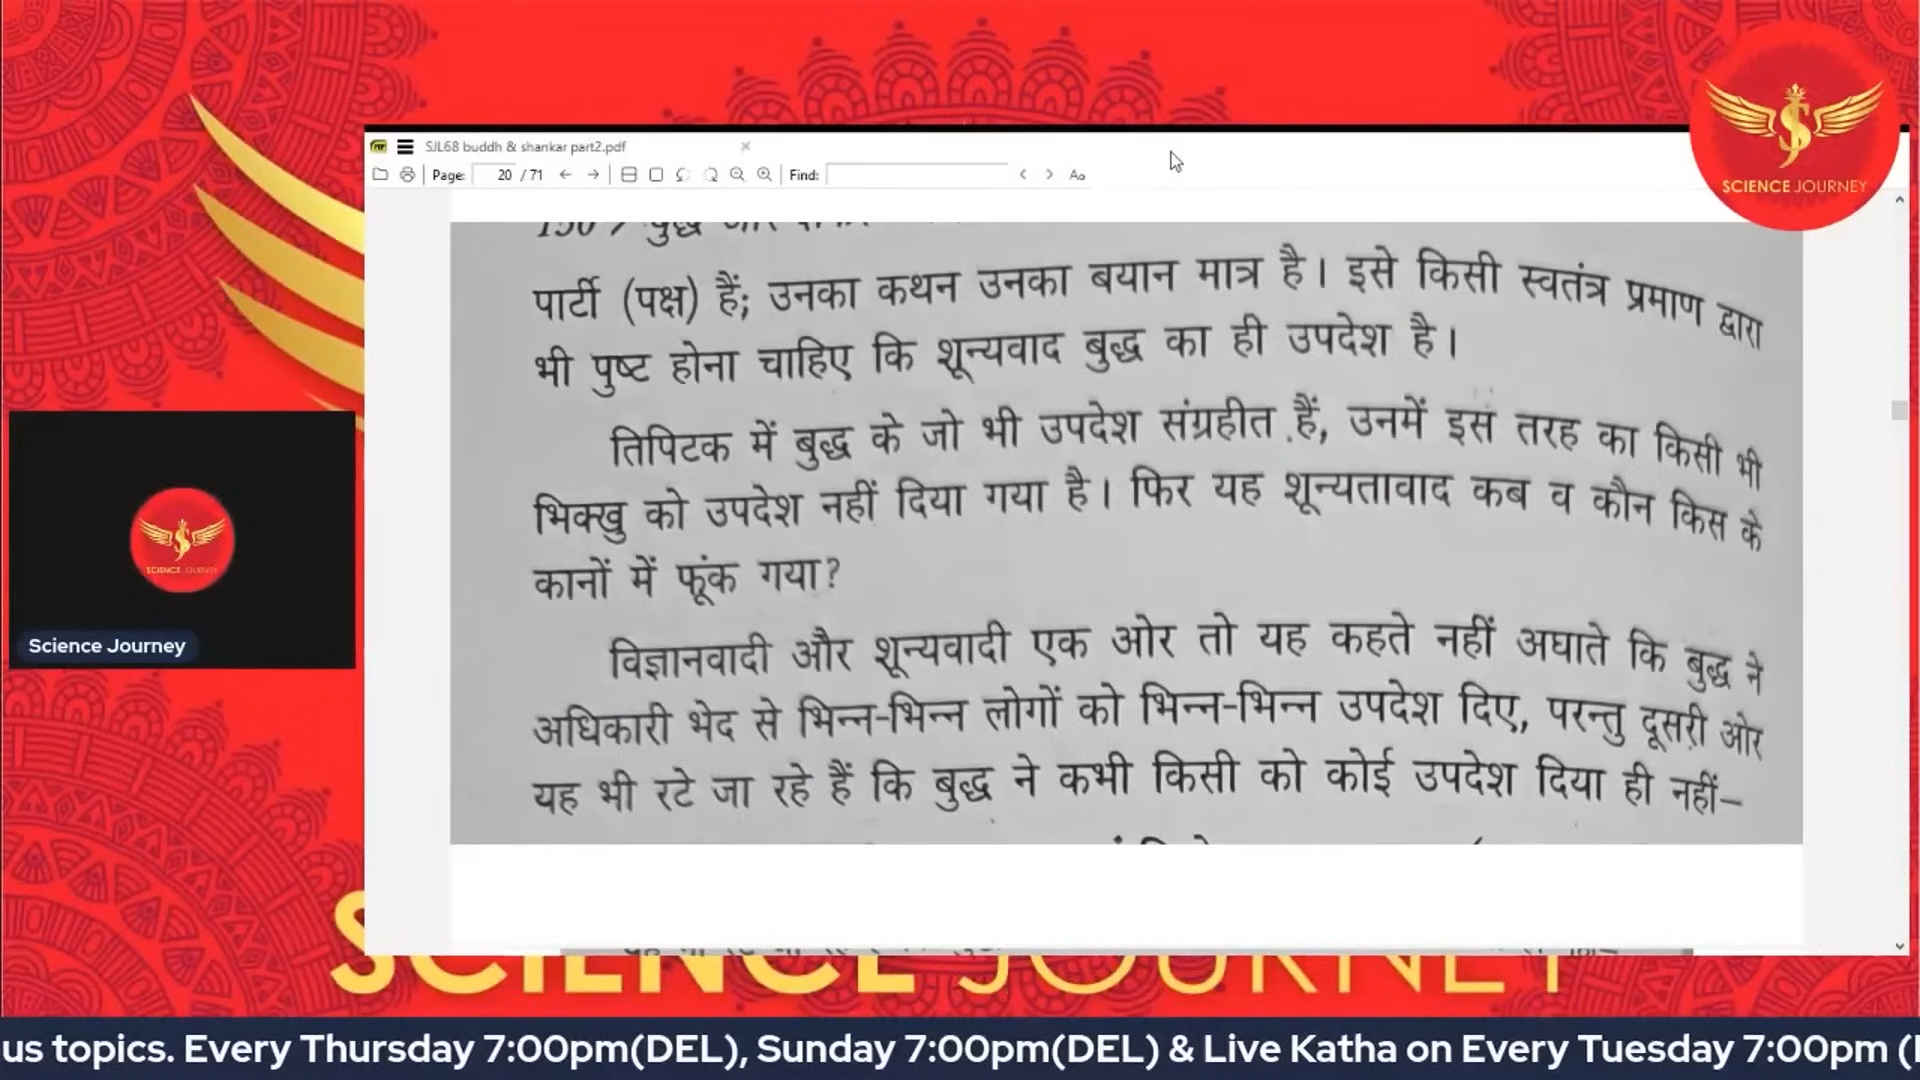 SCIENCE JOURNEY
SJL68 buddh & shankar part2.pdf
Page: 20 / 71 Find: Aa
पार्टी (पक्ष) हैं; उनका कथन उनका बयान मात्र है। इसे किसी स्वतंत्र प्रमाण द्वारा
भी पुष्ट होना चाहिए कि शून्यवाद बुद्ध का ही उपदेश है।
तिपिटक में बुद्ध के जो भी उपदेश संग्रहीत हैं, उनमें इस तरह का किसी भी
भिक्खु को उपदेश नहीं दिया गया है। फिर यह शून्यतावाद कब व कौन किस के
कानों में फूंक गया?
विज्ञानवादी और शून्यवादी एक ओर तो यह कहते नहीं अघाते कि बुद्ध ने
अधिकारी भेद से भिन्न-भिन्न लोगों को भिन्न-भिन्न उपदेश दिए, परन्तु दूसरी ओर
यह भी रटे जा रहे हैं कि बुद्ध ने कभी किसी को कोई उपदेश दिया ही नहीं–
SCIENCE JOURNEY
Science Journey
SCIENCE JOURNEY
us topics. Every Thursday 7:00pm(DEL), Sunday 7:00pm(DEL) & Live Katha on Every Tuesday 7:00pm (